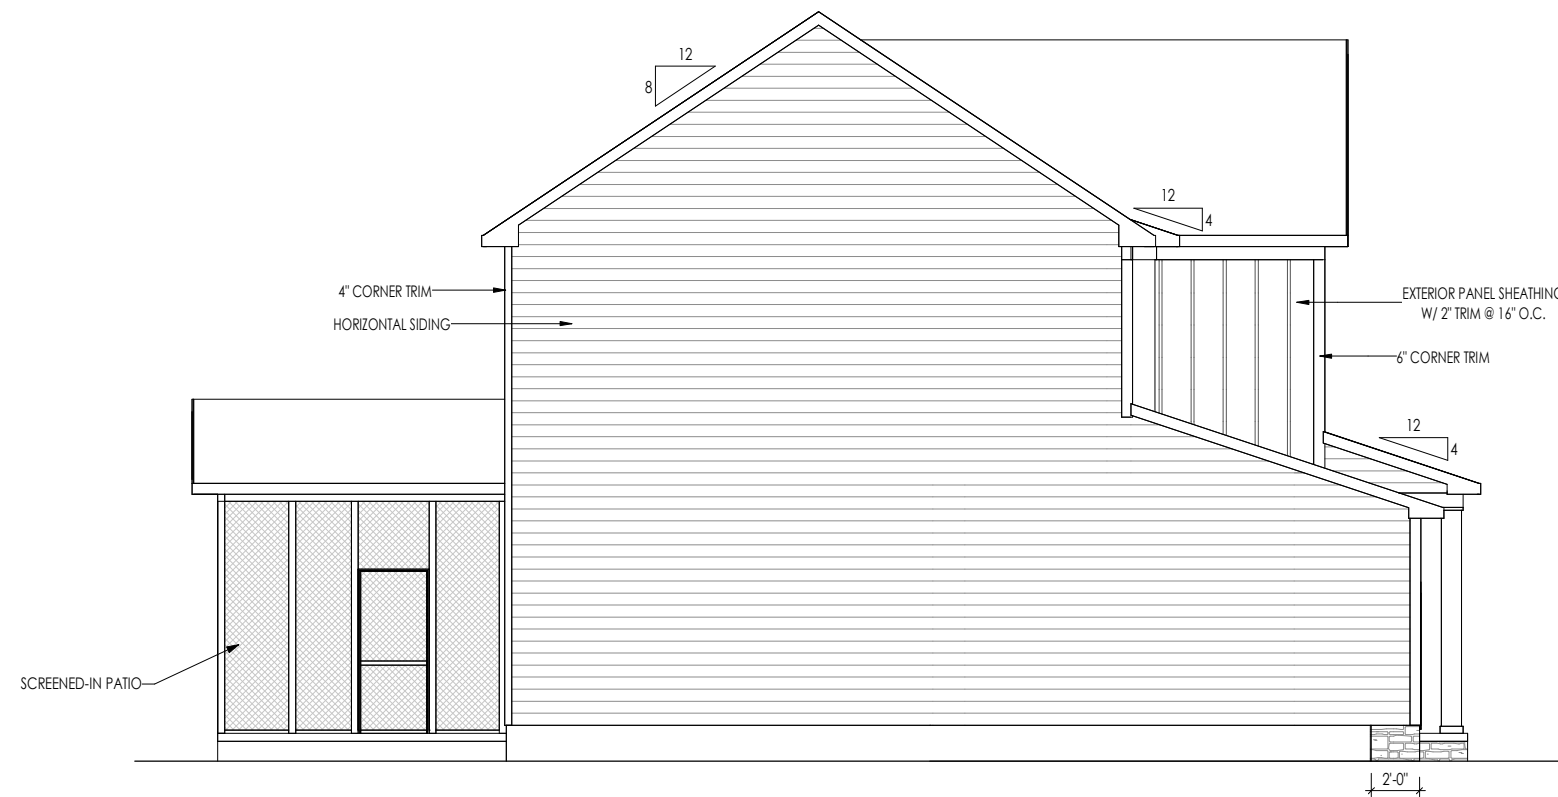 12
8
12
4
4" CORNER TRIM
HORIZONTAL SIDING
EXTERIOR PANEL SHEATHING
W/ 2" TRIM @ 16" O.C.
6" CORNER TRIM
12
4
SCREENED-IN PATIO
2'-0"